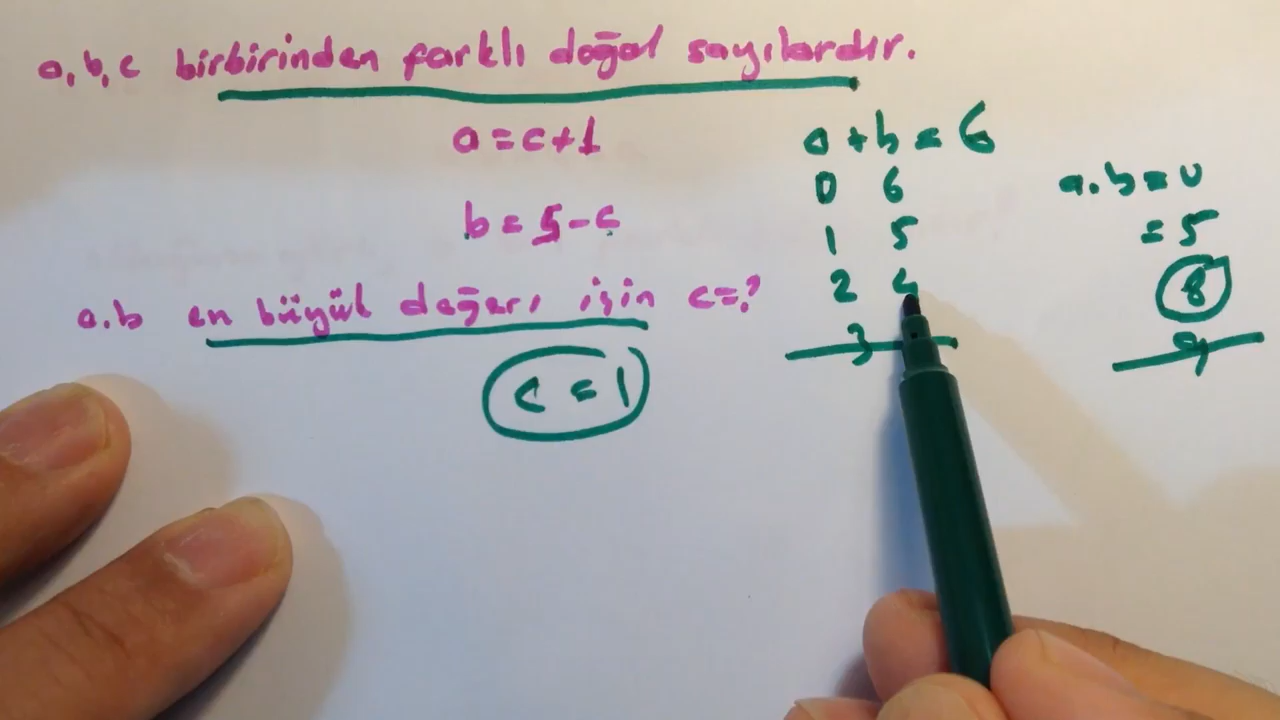 a, b, c birbirinden farklı doğal sayılardır.
a = c+1
b = 5-c
a.b en büyük değeri için c=?
c = 1
a + b = 6
0 6
1 5
2 4
3
a.b = 0
= 5
8
9